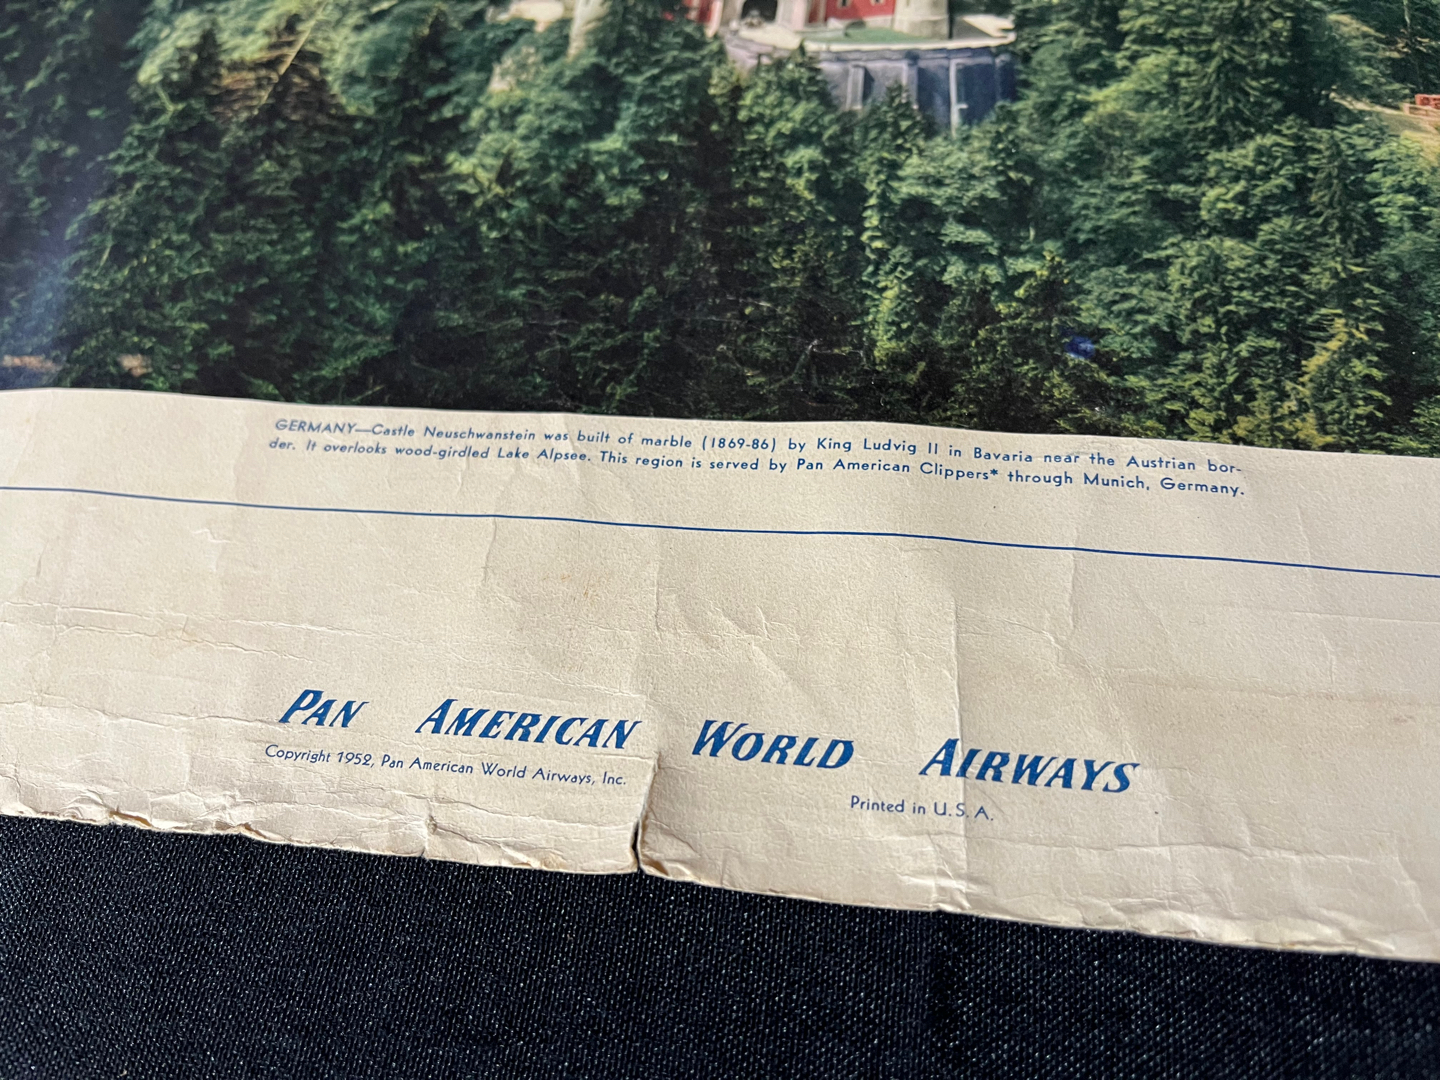 GERMANY—Castle Neuschwanstein was built of marble (1869-86) by King Ludvig II in Bavaria near the Austrian bor-
der. It overlooks wood-girdled Lake Alpsee. This region is served by Pan American Clippers* through Munich, Germany.
PAN AMERICAN WORLD AIRWAYS
Copyright 1952, Pan American World Airways, Inc.
Printed in U. S. A.